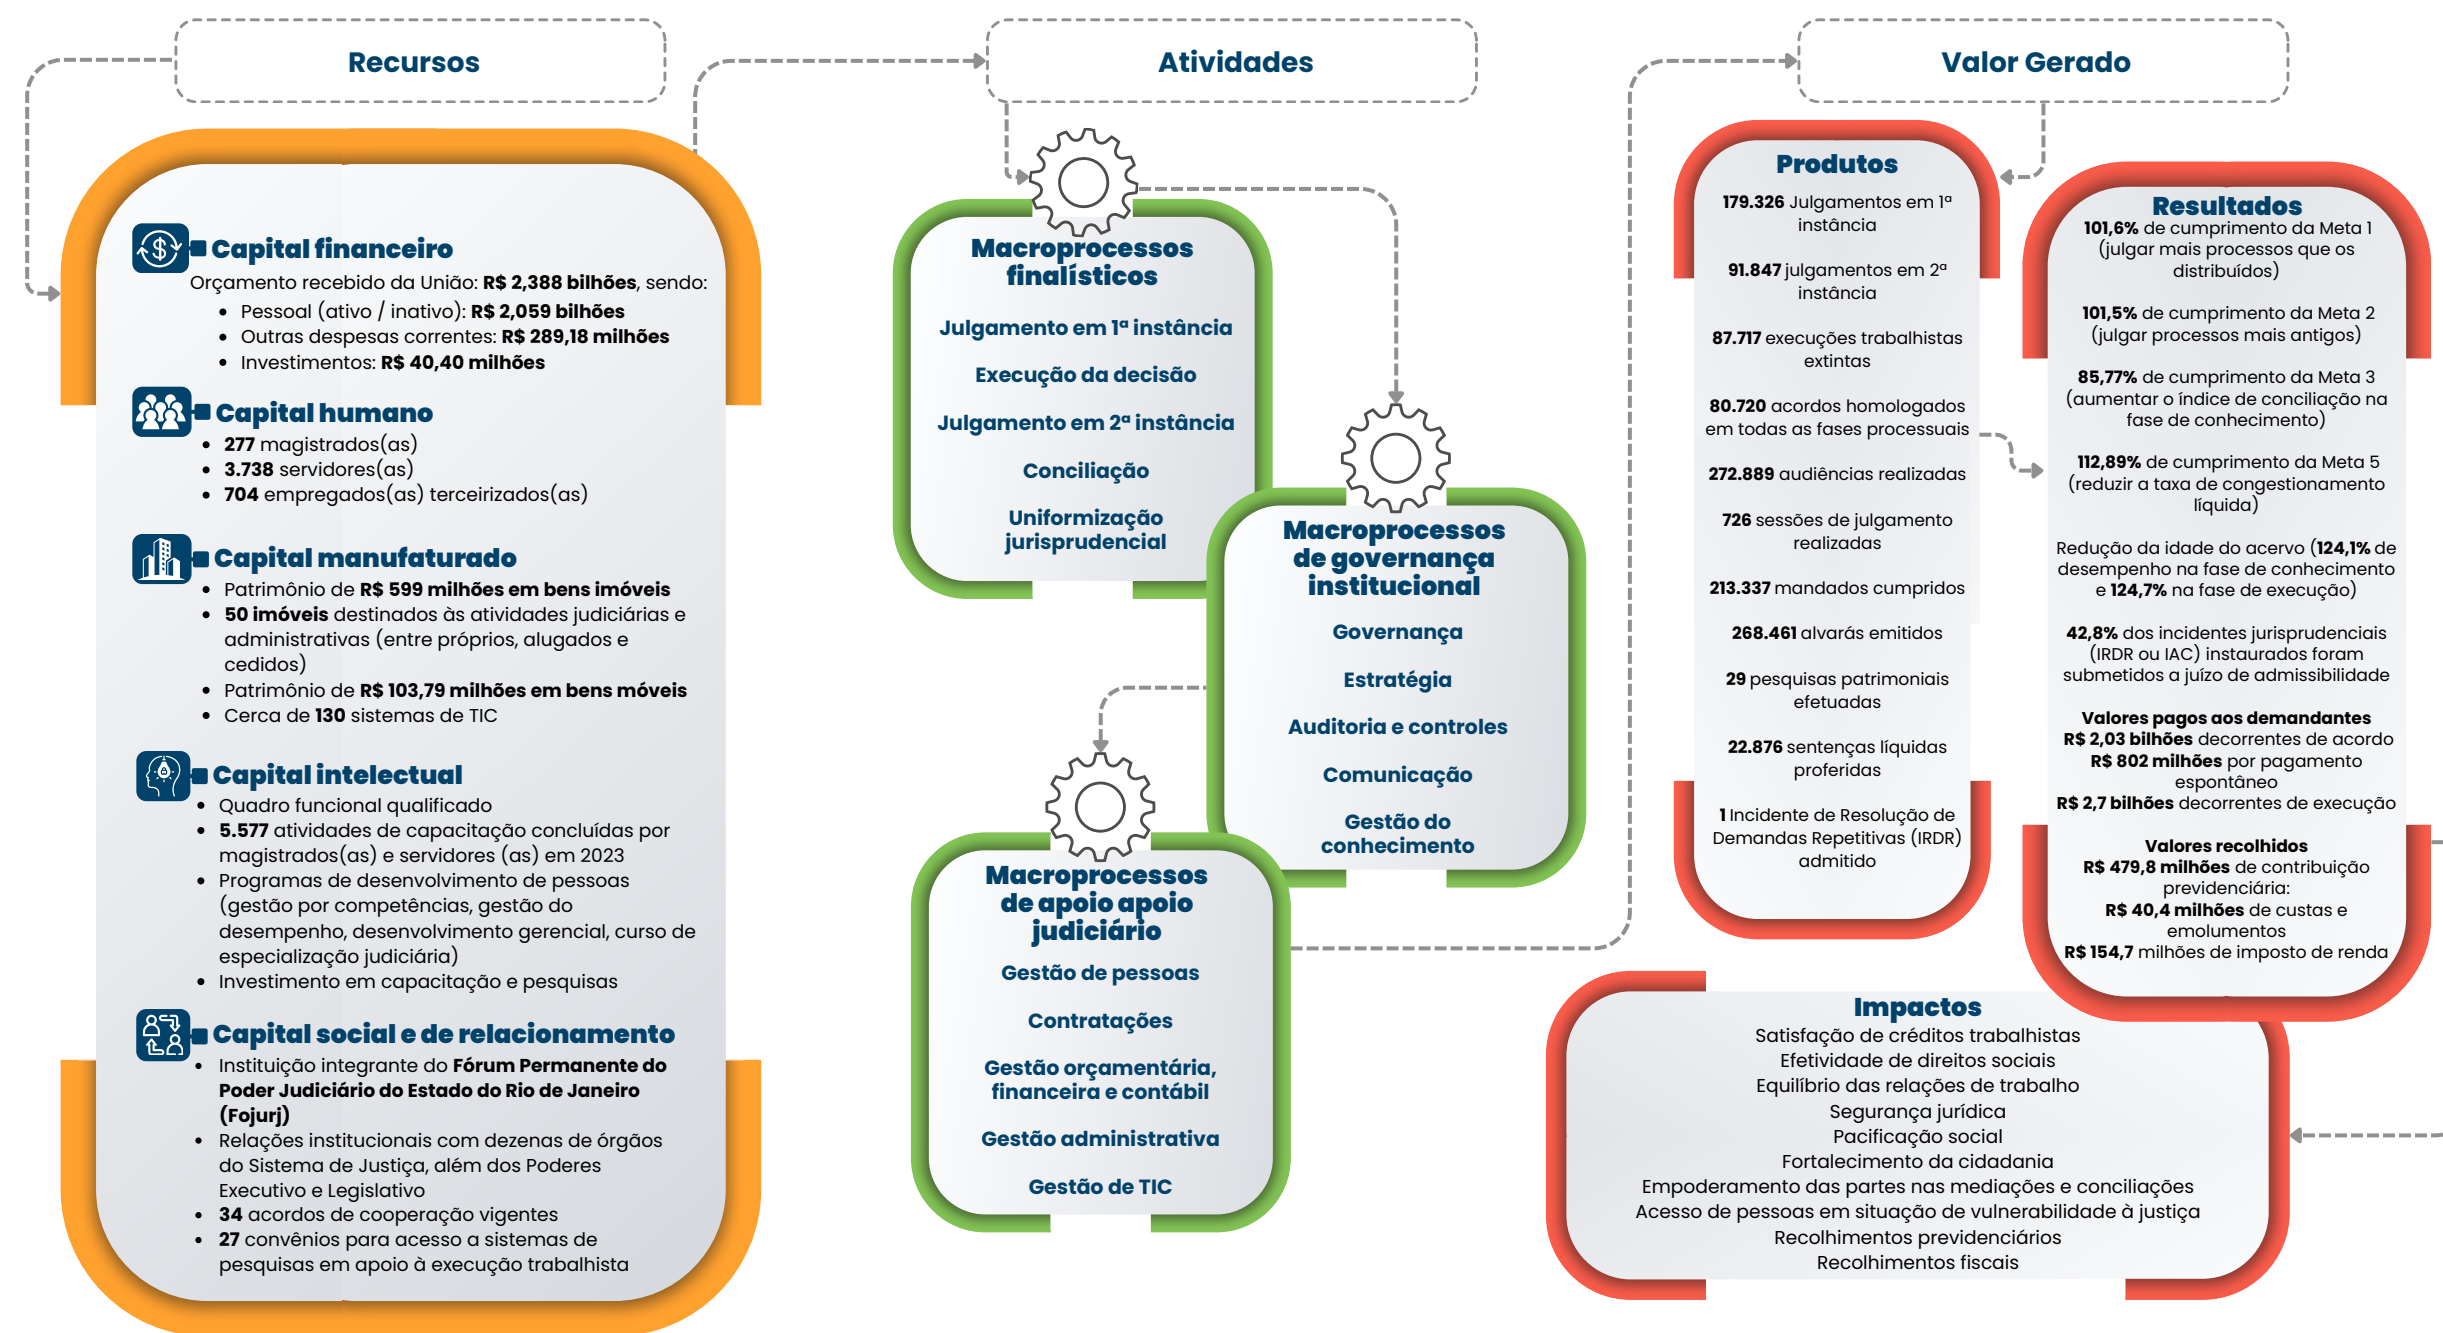 Recursos
Capital financeiro
Orçamento recebido da União: R$ 2,388 bilhões, sendo:
• Pessoal (ativo / inativo): R$ 2,059 bilhões
• Outras despesas correntes: R$ 289,18 milhões
• Investimentos: R$ 40,40 milhões
Capital humano
• 277 magistrados(as)
• 3.738 servidores(as)
• 704 empregados(as) terceirizados(as)
Capital manufaturado
• Patrimônio de R$ 599 milhões em bens imóveis
• 50 imóveis destinados às atividades judiciárias e
administrativas (entre próprios, alugados e
cedidos)
• Patrimônio de R$ 103,79 milhões em bens móveis
• Cerca de 130 sistemas de TIC
Capital intelectual
• Quadro funcional qualificado
• 5.577 atividades de capacitação concluídas por
magistrados(as) e servidores (as) em 2023
• Programas de desenvolvimento de pessoas
(gestão por competências, gestão do
desempenho, desenvolvimento gerencial, curso de
especialização judiciária)
• Investimento em capacitação e pesquisas
Capital social e de relacionamento
• Instituição integrante do Fórum Permanente do
Poder Judiciário do Estado do Rio de Janeiro
(Fojurj)
• Relações institucionais com dezenas de órgãos
do Sistema de Justiça, além dos Poderes
Executivo e Legislativo
• 34 acordos de cooperação vigentes
• 27 convênios para acesso a sistemas de
pesquisas em apoio à execução trabalhista
Atividades
Macroprocessos
finalísticos
Julgamento em 1ª instância
Execução da decisão
Julgamento em 2ª instância
Conciliação
Uniformização
jurisprudencial
Macroprocessos
de governança
institucional
Governança
Estratégia
Auditoria e controles
Comunicação
Gestão do
conhecimento
Macroprocessos
de apoio apoio
judiciário
Gestão de pessoas
Contratações
Gestão orçamentária,
financeira e contábil
Gestão administrativa
Gestão de TIC
Valor Gerado
Produtos
179.326 Julgamentos em 1ª
instância
91.847 julgamentos em 2ª
instância
87.717 execuções trabalhistas
extintas
80.720 acordos homologados
em todas as fases processuais
272.889 audiências realizadas
726 sessões de julgamento
realizadas
213.337 mandados cumpridos
268.461 alvarás emitidos
29 pesquisas patrimoniais
efetuadas
22.876 sentenças líquidas
proferidas
1 Incidente de Resolução de
Demandas Repetitivas (IRDR)
admitido
Resultados
101,6% de cumprimento da Meta 1
(julgar mais processos que os
distribuídos)
101,5% de cumprimento da Meta 2
(julgar processos mais antigos)
85,77% de cumprimento da Meta 3
(aumentar o índice de conciliação na
fase de conhecimento)
112,89% de cumprimento da Meta 5
(reduzir a taxa de congestionamento
líquida)
Redução da idade do acervo (124,1% de
desempenho na fase de conhecimento
e 124,7% na fase de execução)
42,8% dos incidentes jurisprudenciais
(IRDR ou IAC) instaurados foram
submetidos a juízo de admissibilidade
Valores pagos aos demandantes
R$ 2,03 bilhões decorrentes de acordo
R$ 802 milhões por pagamento
espontâneo
R$ 2,7 bilhões decorrentes de execução
Valores recolhidos
R$ 479,8 milhões de contribuição
previdenciária:
R$ 40,4 milhões de custas e
emolumentos
R$ 154,7 milhões de imposto de renda
Impactos
Satisfação de créditos trabalhistas
Efetividade de direitos sociais
Equilíbrio das relações de trabalho
Segurança jurídica
Pacificação social
Fortalecimento da cidadania
Empoderamento das partes nas mediações e conciliações
Acesso de pessoas em situação de vulnerabilidade à justiça
Recolhimentos previdenciários
Recolhimentos fiscais